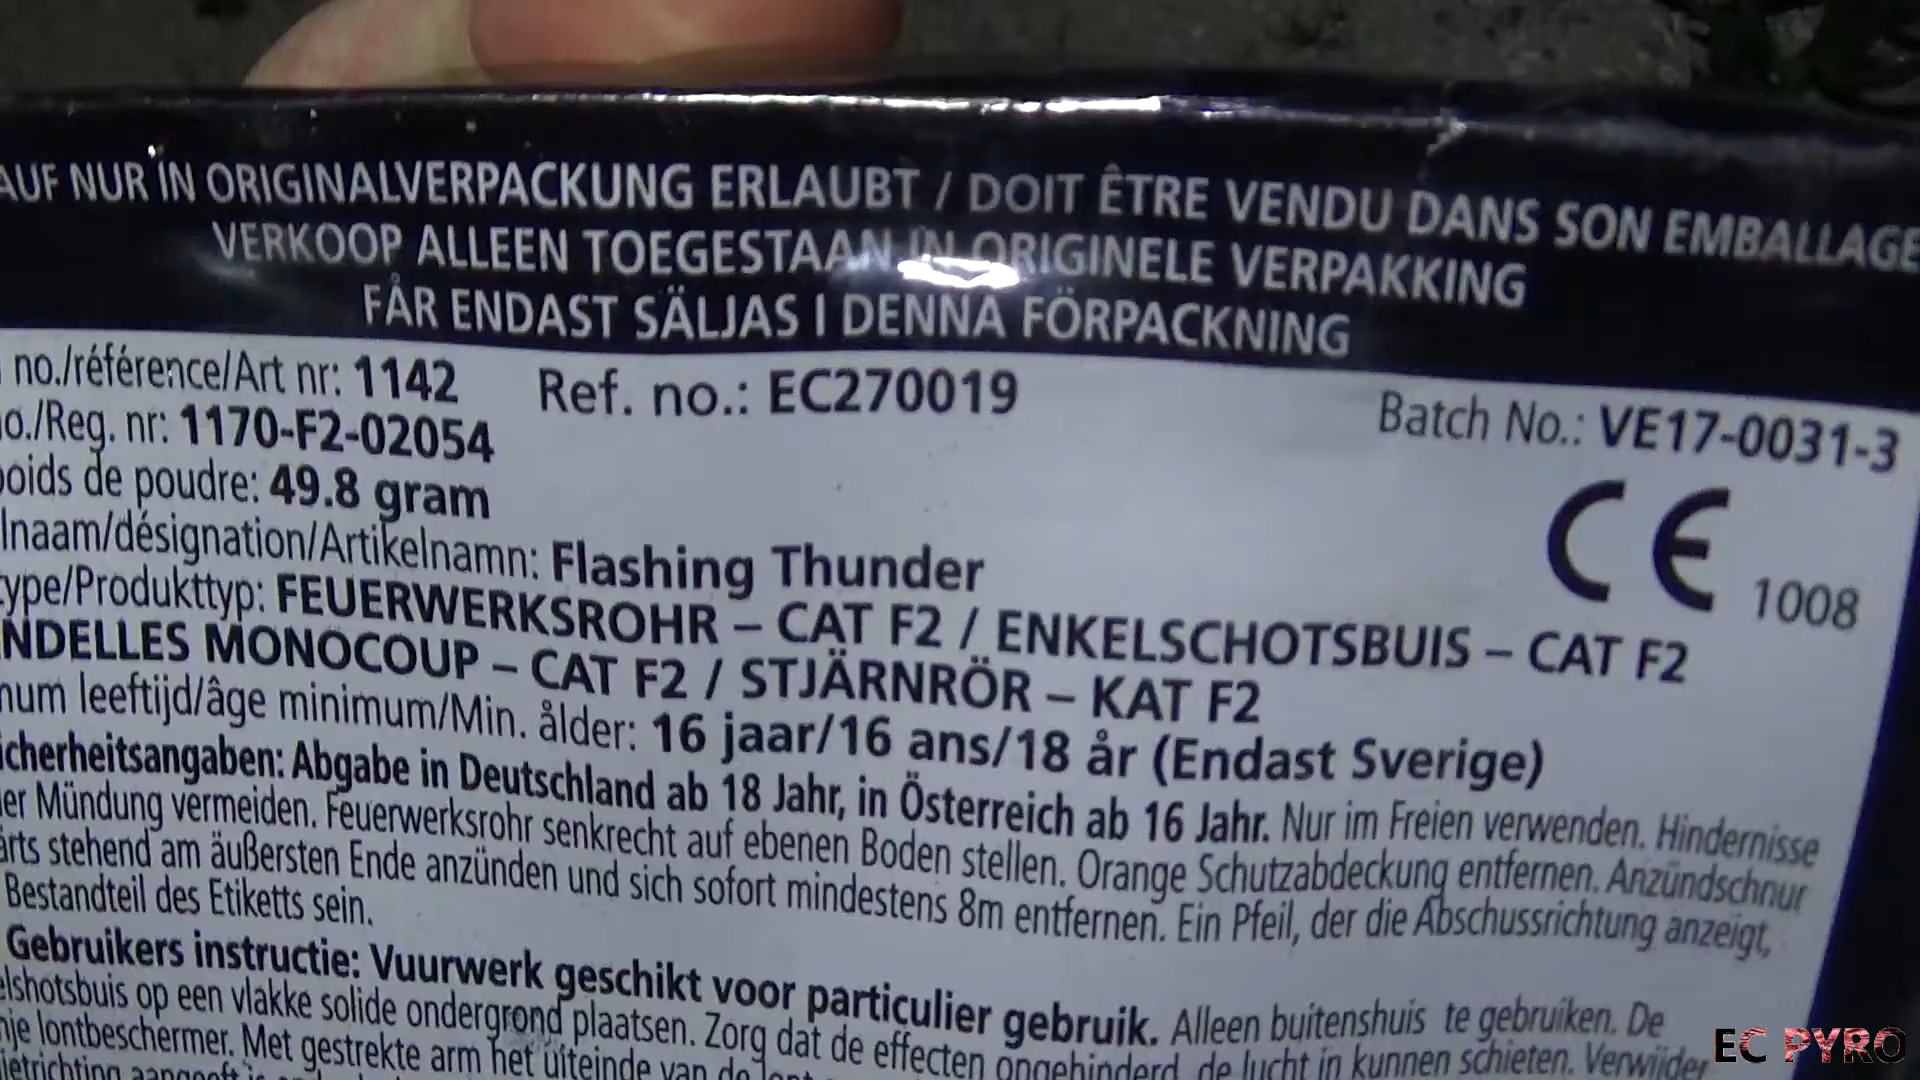 NUR IN ORIGINALVERPACKUNG ERLAUBT / DOIT ÊTRE VENDU DANS SON EMBALLAGE
VERKOOP ALLEEN TOEGESTAAN IN ORIGINELE VERPAKKING
FÅR ENDAST SÄLJAS I DENNA FÖRPACKNING
no./référence/Art nr: 1142 Ref. no.: EC270019 Batch No.: VE17-0031-3
o./Reg. nr: 1170-F2-02054
poids de poudre: 49.8 gram
CE 1008
lnaam/désignation/Artikelnamn: Flashing Thunder
type/Produkttyp: FEUERWERKSROHR – CAT F2 / ENKELSCHOTSBUIS – CAT F2
NDELLES MONOCOUP – CAT F2 / STJÄRNRÖR – KAT F2
num leeftijd/âge minimum/Min. ålder: 16 jaar/16 ans/18 år (Endast Sverige)
icherheitsangaben: Abgabe in Deutschland ab 18 Jahr, in Österreich ab 16 Jahr. Nur im Freien verwenden. Hindernisse
er Mündung vermeiden. Feuerwerksrohr senkrecht auf ebenen Boden stellen. Orange Schutzabdeckung entfernen. Anzündschnur
ärts stehend am äußersten Ende anzünden und sich sofort mindestens 8m entfernen. Ein Pfeil, der die Abschussrichtung anzeigt,
Bestandteil des Etiketts sein.
Gebruikers instructie: Vuurwerk geschikt voor particulier gebruik. Alleen buitenshuis te gebruiken. De
elshotsbuis op een vlakke solide ondergrond plaatsen. Zorg dat de effecten ongehinderd de lucht in kunnen schieten. Verwijder
nje lontbeschermer. Met gestrekte arm het uiteinde van de
EC PYRO